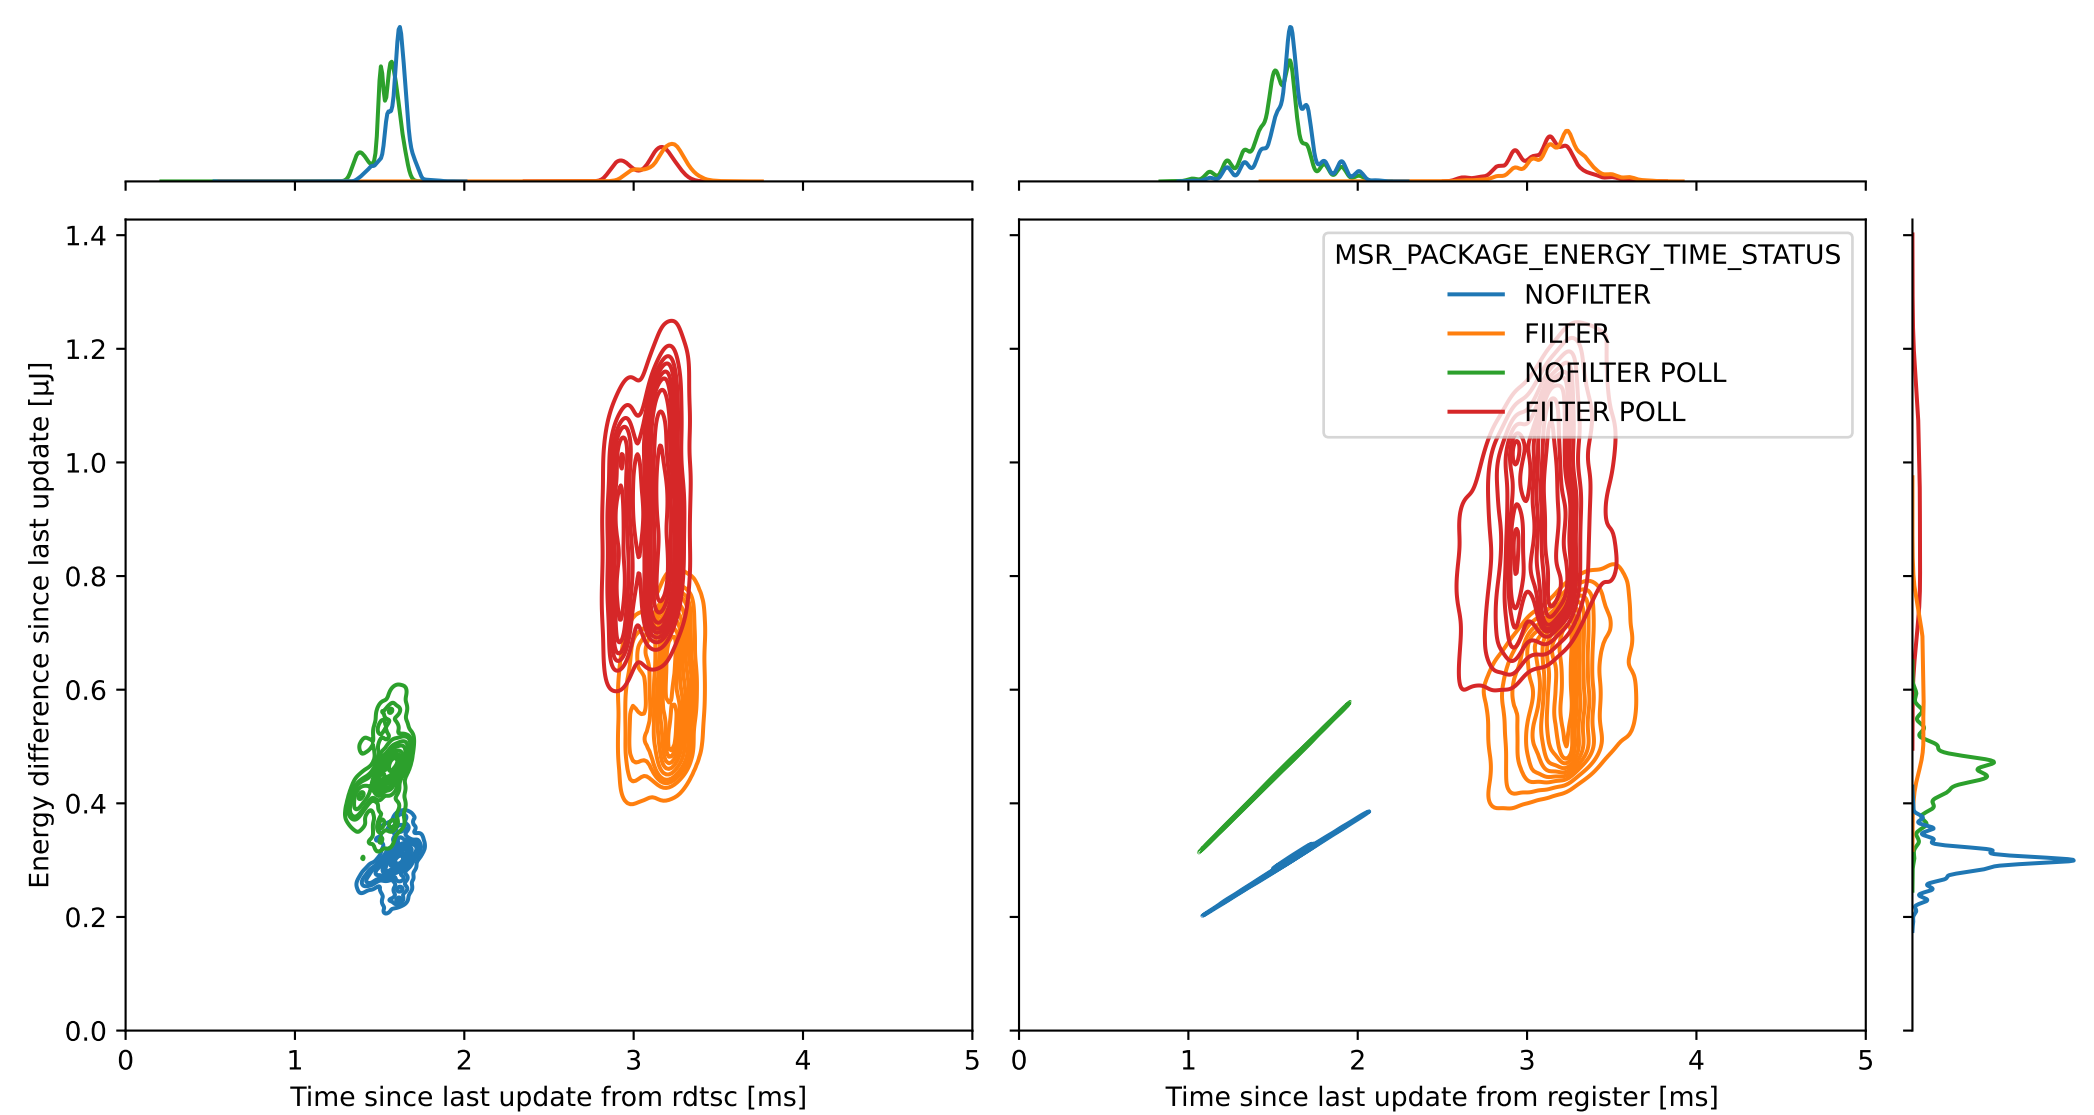 MSR_PACKAGE_ENERGY_TIME_STATUS
NOFILTER
FILTER
NOFILTER POLL
FILTER POLL
Energy difference since last update [µJ]
1.4
1.2
1.0
0.8
0.6
0.4
0.2
0.0
0 1 2 3 4 5
0 1 2 3 4 5
Time since last update from rdtsc [ms]
Time since last update from register [ms]